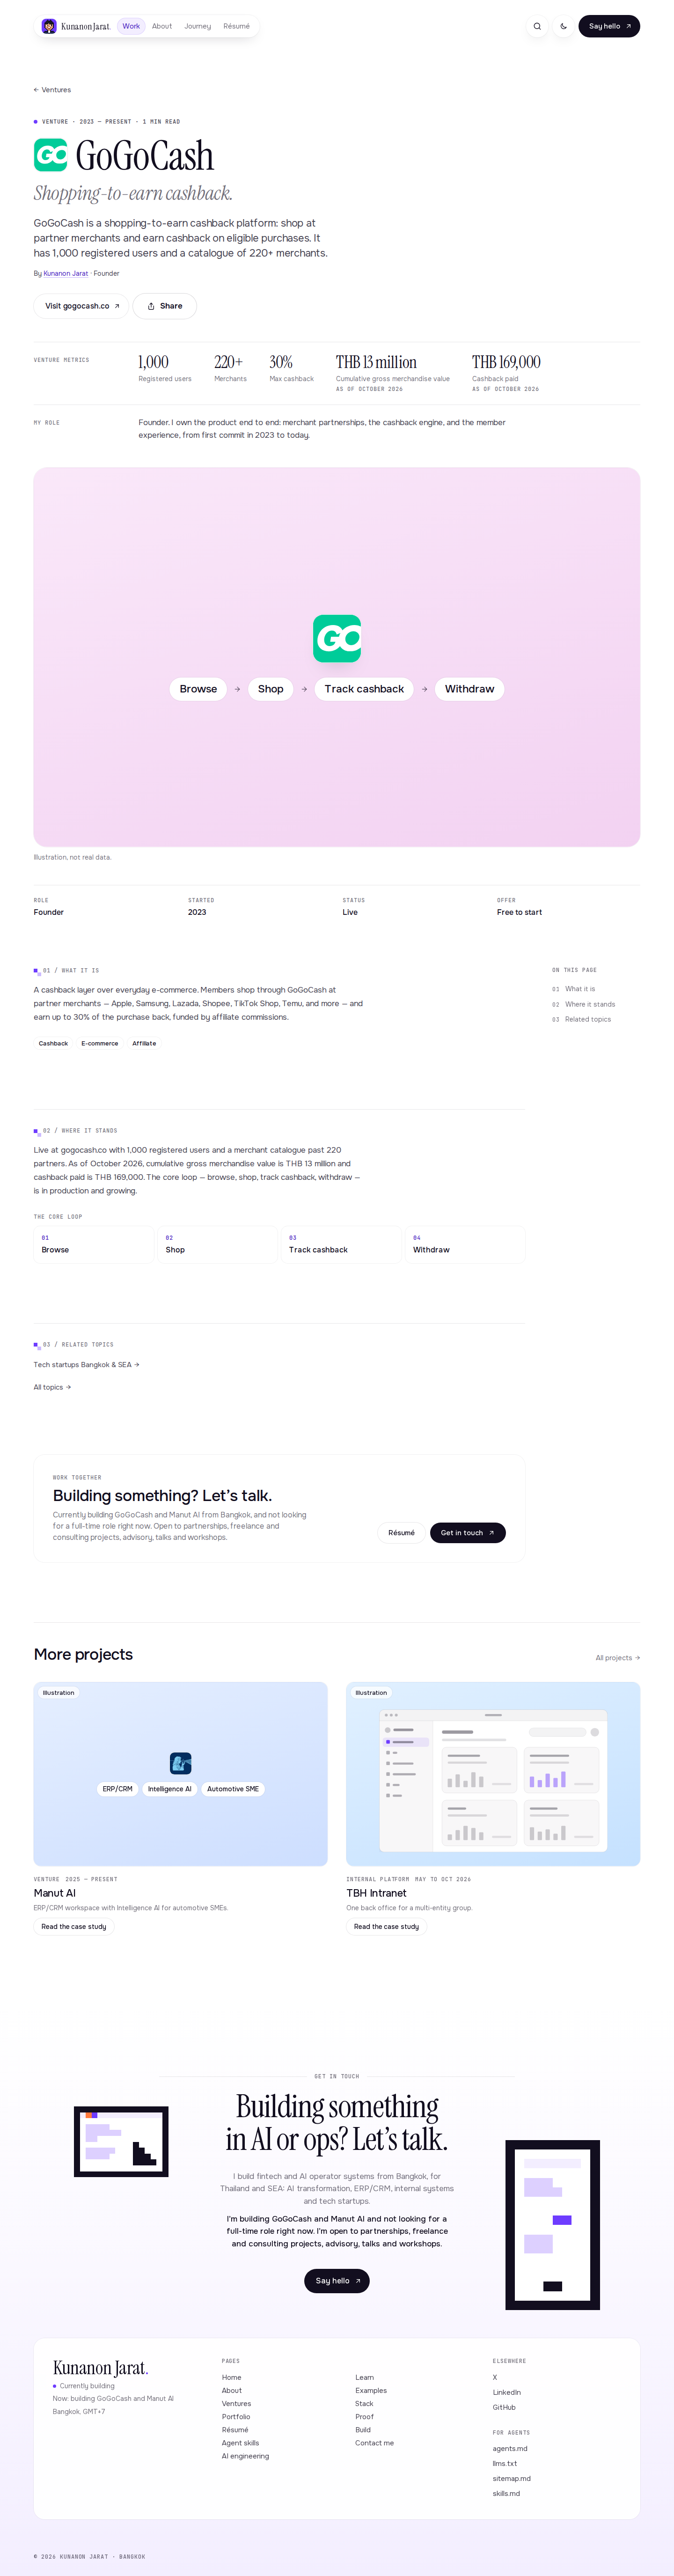 Kunanon Jarat.
Work
About
Journey
Résumé
Say hello ↗
← Ventures
VENTURE · 2023 — PRESENT · 1 MIN READ
GO
GoGoCash
Shopping-to-earn cashback.
GoGoCash is a shopping-to-earn cashback platform: shop at
partner merchants and earn cashback on eligible purchases. It
has 1,000 registered users and a catalogue of 220+ merchants.
By Kunanon Jarat · Founder
Visit gogocash.co ↗
Share
VENTURE METRICS
1,000
Registered users
220+
Merchants
30%
Max cashback
THB 13 million
Cumulative gross merchandise value
AS OF OCTOBER 2026
THB 169,000
Cashback paid
AS OF OCTOBER 2026
MY ROLE
Founder. I own the product end to end: merchant partnerships, the cashback engine, and the member
experience, from first commit in 2023 to today.
GO
Browse → Shop → Track cashback → Withdraw
Illustration, not real data.
ROLE
Founder
STARTED
2023
STATUS
Live
OFFER
Free to start
01 / WHAT IT IS
A cashback layer over everyday e-commerce. Members shop through GoGoCash at
partner merchants — Apple, Samsung, Lazada, Shopee, TikTok Shop, Temu, and more — and
earn up to 30% of the purchase back, funded by affiliate commissions.
Cashback
E-commerce
Affiliate
ON THIS PAGE
01 What it is
02 Where it stands
03 Related topics
02 / WHERE IT STANDS
Live at gogocash.co with 1,000 registered users and a merchant catalogue past 220
partners. As of October 2026, cumulative gross merchandise value is THB 13 million and
cashback paid is THB 169,000. The core loop — browse, shop, track cashback, withdraw —
is in production and growing.
THE CORE LOOP
01
Browse
02
Shop
03
Track cashback
04
Withdraw
03 / RELATED TOPICS
Tech startups Bangkok & SEA →
All topics →
WORK TOGETHER
Building something? Let’s talk.
Currently building GoGoCash and Manut AI from Bangkok, and not looking
for a full-time role right now. Open to partnerships, freelance and
consulting projects, advisory, talks and workshops.
Résumé
Get in touch ↗
More projects
All projects →
Illustration
ERP/CRM
Intelligence AI
Automotive SME
VENTURE 2025 — PRESENT
Manut AI
ERP/CRM workspace with Intelligence AI for automotive SMEs.
Read the case study
Illustration
INTERNAL PLATFORM MAY TO OCT 2026
TBH Intranet
One back office for a multi-entity group.
Read the case study
GET IN TOUCH
Building something
in AI or ops? Let’s talk.
I build fintech and AI operator systems from Bangkok, for
Thailand and SEA: AI transformation, ERP/CRM, internal systems
and tech startups.
I’m building GoGoCash and Manut AI and not looking for a
full-time role right now. I’m open to partnerships, freelance
and consulting projects, advisory, talks and workshops.
Say hello ↗
Kunanon Jarat.
Currently building
Now: building GoGoCash and Manut AI
Bangkok, GMT+7
PAGES
Home
About
Ventures
Portfolio
Résumé
Agent skills
AI engineering
Learn
Examples
Stack
Proof
Build
Contact me
ELSEWHERE
X
LinkedIn
GitHub
FOR AGENTS
agents.md
llms.txt
sitemap.md
skills.md
© 2026 KUNANON JARAT · BANGKOK